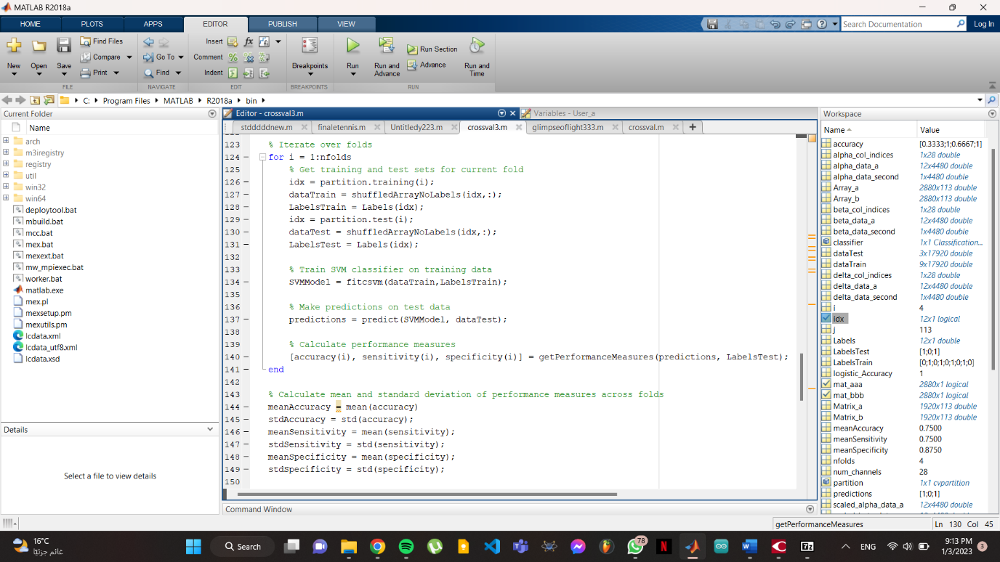 MATLAB R2018a
HOME PLOTS APPS EDITOR PUBLISH VIEW
Search Documentation Log In
New Open Save Find Files Compare Print
Go To Find
Insert Comment Indent fx
Breakpoints
Run Run and Advance Run Section Advance Run and Time
FILE NAVIGATE EDIT BREAKPOINTS RUN
C: Program Files MATLAB R2018a bin
Current Folder
Name
arch
m3iregistry
registry
util
win32
win64
deploytool.bat
mbuild.bat
mcc.bat
mex.bat
mexext.bat
mw_mpiexec.bat
worker.bat
matlab.exe
mex.pl
mexsetup.pm
mexutils.pm
lcdata.xml
lcdata_utf8.xml
lcdata.xsd
Details
Select a file to view details
Editor - crossval3.m
Variables - User_a
stdddddnew.m finaletennis.m Untitledy223.m crossval3.m glimpseoflight333.m crossval.m +
123 % Iterate over folds
124 – for i = 1:nfolds
125 % Get training and test sets for current fold
126 – idx = partition.training(i);
127 – dataTrain = shuffledArrayNoLabels(idx,:);
128 – LabelsTrain = Labels(idx);
129 – idx = partition.test(i);
130 – dataTest = shuffledArrayNoLabels(idx,:);
131 – LabelsTest = Labels(idx);
132
133 % Train SVM classifier on training data
134 – SVMModel = fitcsvm(dataTrain,LabelsTrain);
135
136 % Make predictions on test data
137 – predictions = predict(SVMModel, dataTest);
138
139 % Calculate performance measures
140 – [accuracy(i), sensitivity(i), specificity(i)] = getPerformanceMeasures(predictions, LabelsTest);
141 – end
142
143 % Calculate mean and standard deviation of performance measures across folds
144 – meanAccuracy = mean(accuracy)
145 – stdAccuracy = std(accuracy);
146 – meanSensitivity = mean(sensitivity);
147 – stdSensitivity = std(sensitivity);
148 – meanSpecificity = mean(specificity);
149 – stdSpecificity = std(specificity);
150
Command Window
Workspace
Name Value
accuracy [0.3333;1;0.6667;1]
alpha_col_indices 1x28 double
alpha_data_a 12x4480 double
alpha_data_second 1x4480 double
Array_a 2880x113 double
Array_b 2880x113 double
beta_col_indices 1x28 double
beta_data_a 12x4480 double
beta_data_second 1x4480 double
classifier 1x1 Classification...
dataTest 3x17920 double
dataTrain 9x17920 double
delta_col_indices 1x28 double
delta_data_a 12x4480 double
delta_data_second 1x4480 double
i 4
idx 12x1 logical
j 113
Labels 12x1 double
LabelsTest [1;0;1]
LabelsTrain [0;1;0;1;0;1;0;1;0]
logistic_Accuracy 1
mat_aaa 2880x1 logical
mat_bbb 2880x1 logical
Matrix_a 1920x113 double
Matrix_b 1920x113 double
meanAccuracy 0.7500
meanSensitivity 0.7500
meanSpecificity 0.8750
nfolds 4
num_channels 28
partition 1x1 cvpartition
predictions [1;0;1]
scaled_alpha_data_a 12x4480 double
getPerformanceMeasures Ln 130 Col 45
16°C
غائم جزئيًا
Search
78
ENG
9:13 PM
1/3/2023
3